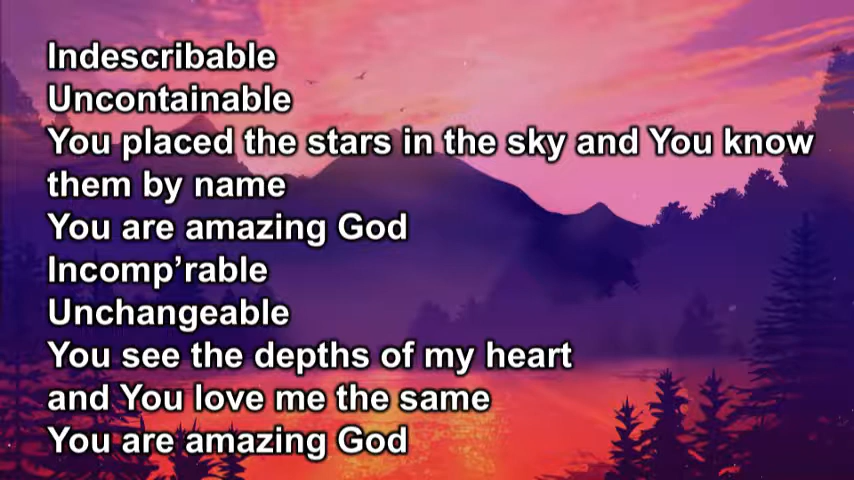 Indescribable
Uncontainable
You placed the stars in the sky and You know
them by name
You are amazing God
Incomp’rable
Unchangeable
You see the depths of my heart
and You love me the same
You are amazing God